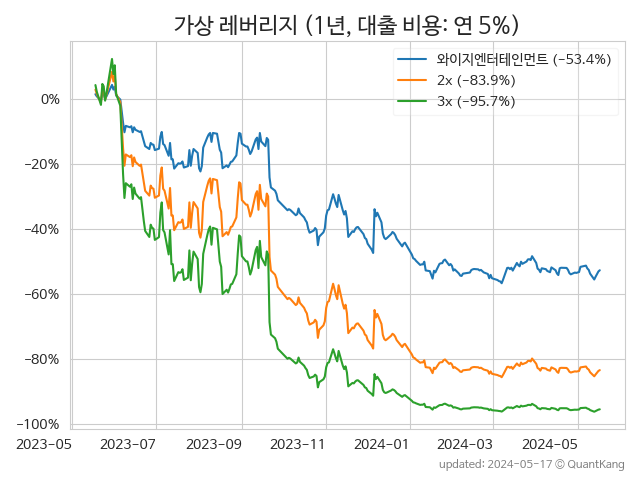 가상 레버리지 (1년, 대출 비용: 연 5%)
와이지엔터테인먼트 (−53.4%)
2x (−83.9%)
3x (−95.7%)
0%
−20%
−40%
−60%
−80%
−100%
2023−05 2023−07 2023−09 2023−11 2024−01 2024−03 2024−05
updated: 2024−05−17 © QuantKang